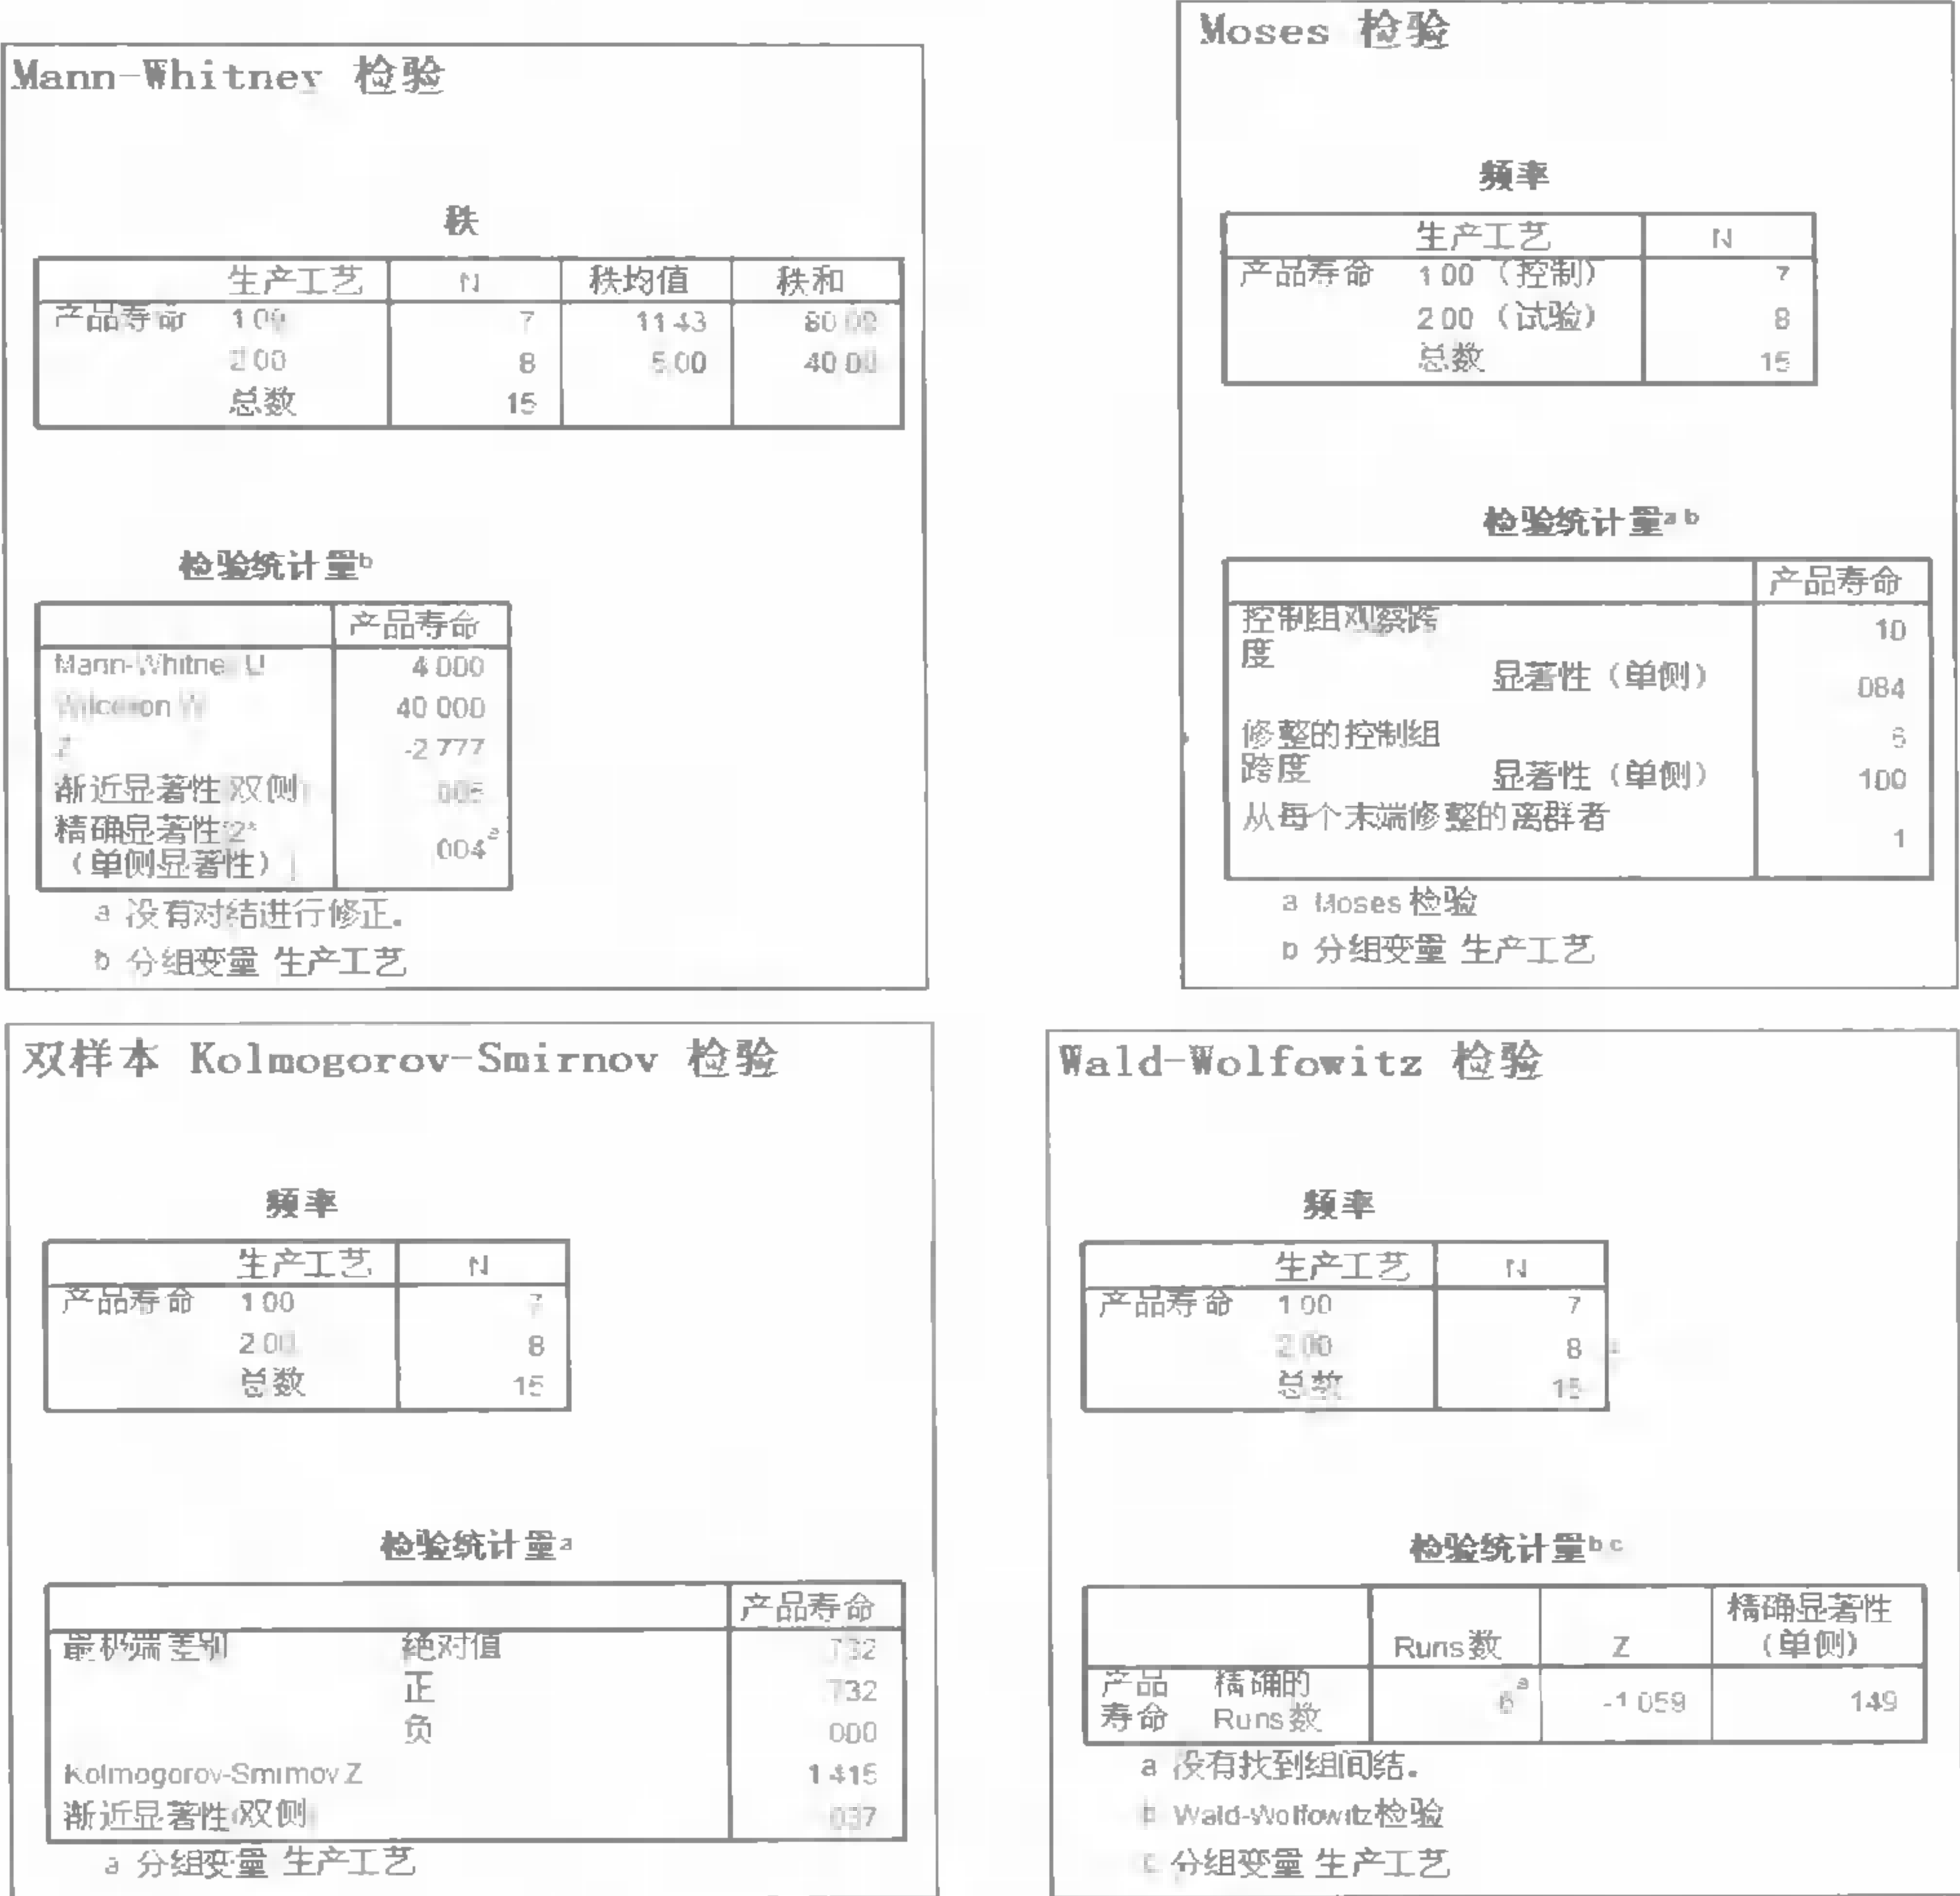 Mann-Whitney 检验
秩
生产工艺 N 秩均值 秩和
产品寿命 1 00 7 11 43 80 00
2 00 8 5 00 40 00
总数 15
检验统计量b
产品寿命
Mann-Whitney U 4 000
Wilcoxon W 40 000
Z -2 777
渐近显著性(双侧) 005
精确显著性[2*
(单侧显著性)] 004a
a 没有对结进行修正.
b 分组变量 生产工艺
Moses 检验
频率
生产工艺 N
产品寿命 1 00 (控制) 7
2 00 (试验) 8
总数 15
检验统计量a b
产品寿命
控制组观察跨 10
度
显著性 (单侧) 084
修整的控制组 6
跨度 显著性 (单侧) 100
从每个末端修整的离群者 1
a Moses 检验
b 分组变量 生产工艺
双样本 Kolmogorov-Smirnov 检验
频率
生产工艺 N
产品寿命 1 00 7
2 00 8
总数 15
检验统计量a
产品寿命
最极端差别 绝对值 732
正 732
负 000
Kolmogorov-Smirnov Z 1 415
渐近显著性(双侧) 037
a 分组变量 生产工艺
Wald-Wolfowitz 检验
频率
生产工艺 N
产品寿命 1 00 7
2 00 8
总数 15
检验统计量b c
精确显著性
Runs数 Z (单侧)
产品 精确的 6a -1 059 149
寿命 Runs数
a 没有找到组间结.
b Wald-Wolfowitz检验
c 分组变量 生产工艺